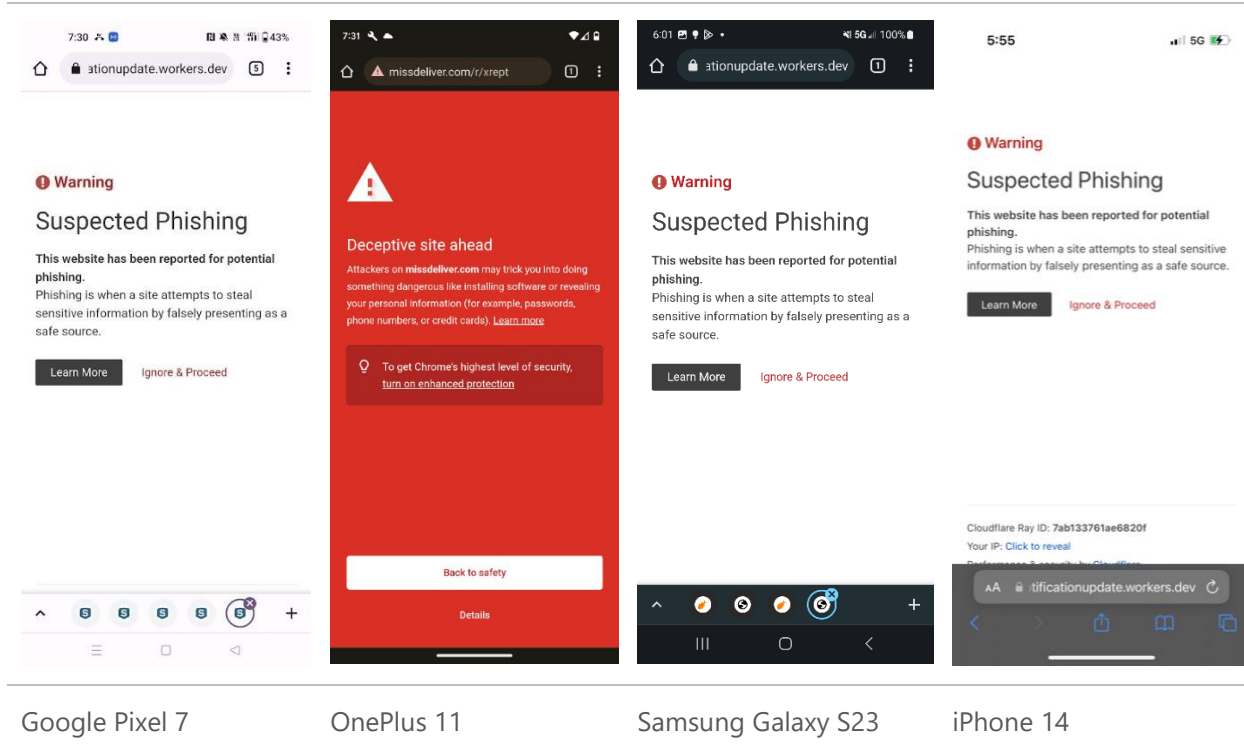 7:30
43%
ationupdate.workers.dev
5
Warning
Suspected Phishing
This website has been reported for potential
phishing.
Phishing is when a site attempts to steal
sensitive information by falsely presenting as a
safe source.
Learn More
Ignore & Proceed
Google Pixel 7
7:31
missdeliver.com/r/xrept
1
Deceptive site ahead
Attackers on missdeliver.com may trick you into doing
something dangerous like installing software or revealing
your personal information (for example, passwords,
phone numbers, or credit cards). Learn more
To get Chrome's highest level of security,
turn on enhanced protection
Back to safety
Details
OnePlus 11
6:01
5G
100%
ationupdate.workers.dev
1
Warning
Suspected Phishing
This website has been reported for potential
phishing.
Phishing is when a site attempts to steal
sensitive information by falsely presenting as a
safe source.
Learn More
Ignore & Proceed
Samsung Galaxy S23
5:55
5G
Warning
Suspected Phishing
This website has been reported for potential
phishing.
Phishing is when a site attempts to steal sensitive
information by falsely presenting as a safe source.
Learn More
Ignore & Proceed
Cloudflare Ray ID: 7ab133761ae6820f
Your IP: Click to reveal
Performance & security by Cloudflare
AA
tificationupdate.workers.dev
iPhone 14